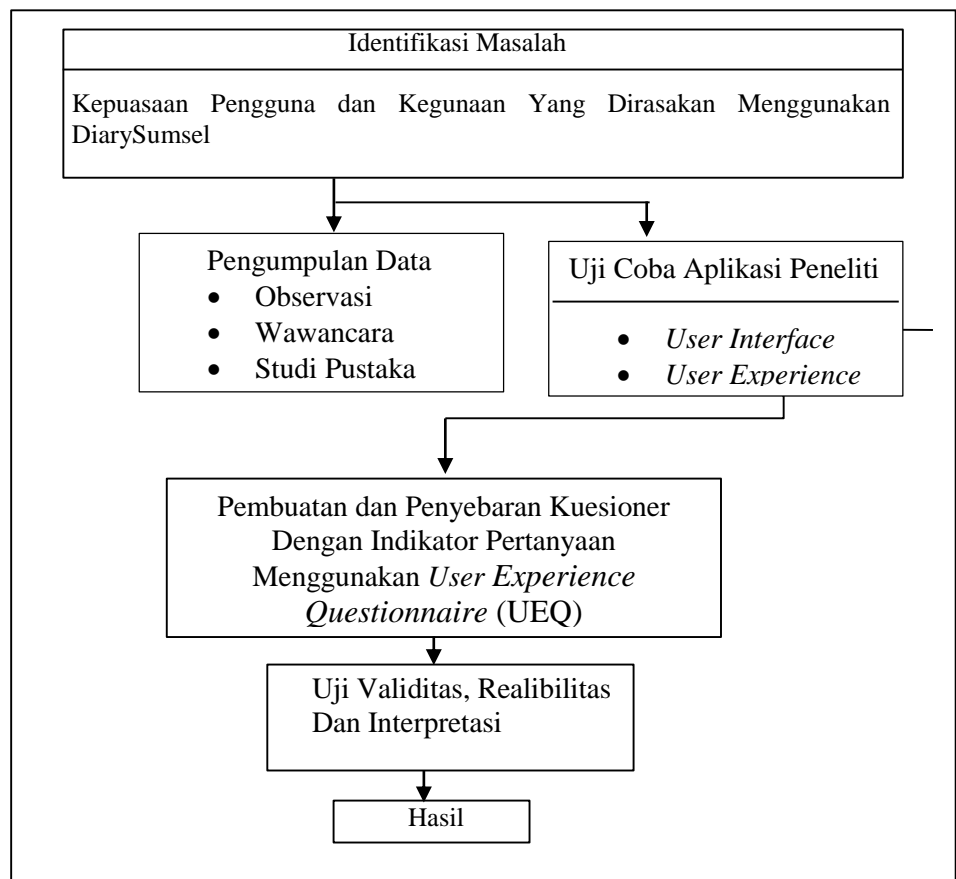 Identifikasi Masalah
Kepuasaan Pengguna dan Kegunaan Yang Dirasakan Menggunakan
DiarySumsel
Pengumpulan Data
• Observasi
• Wawancara
• Studi Pustaka
Uji Coba Aplikasi Peneliti
• User Interface
• User Experience
Pembuatan dan Penyebaran Kuesioner
Dengan Indikator Pertanyaan
Menggunakan User Experience
Questionnaire (UEQ)
Uji Validitas, Realibilitas
Dan Interpretasi
Hasil